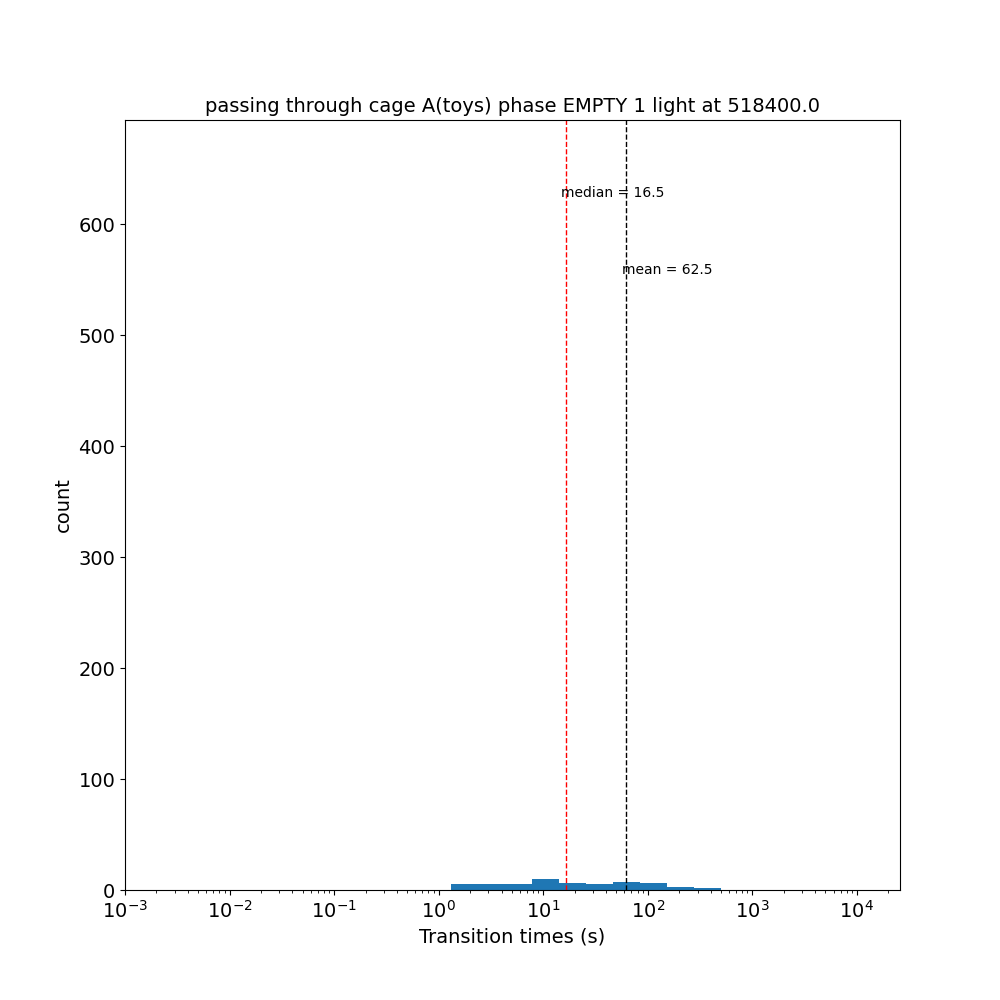 passing through cage A(toys) phase EMPTY 1 light at 518400.0
median = 16.5
mean = 62.5
600
500
400
300
200
100
0
count
10⁻³ 10⁻² 10⁻¹ 10⁰ 10¹ 10² 10³ 10⁴
Transition times (s)